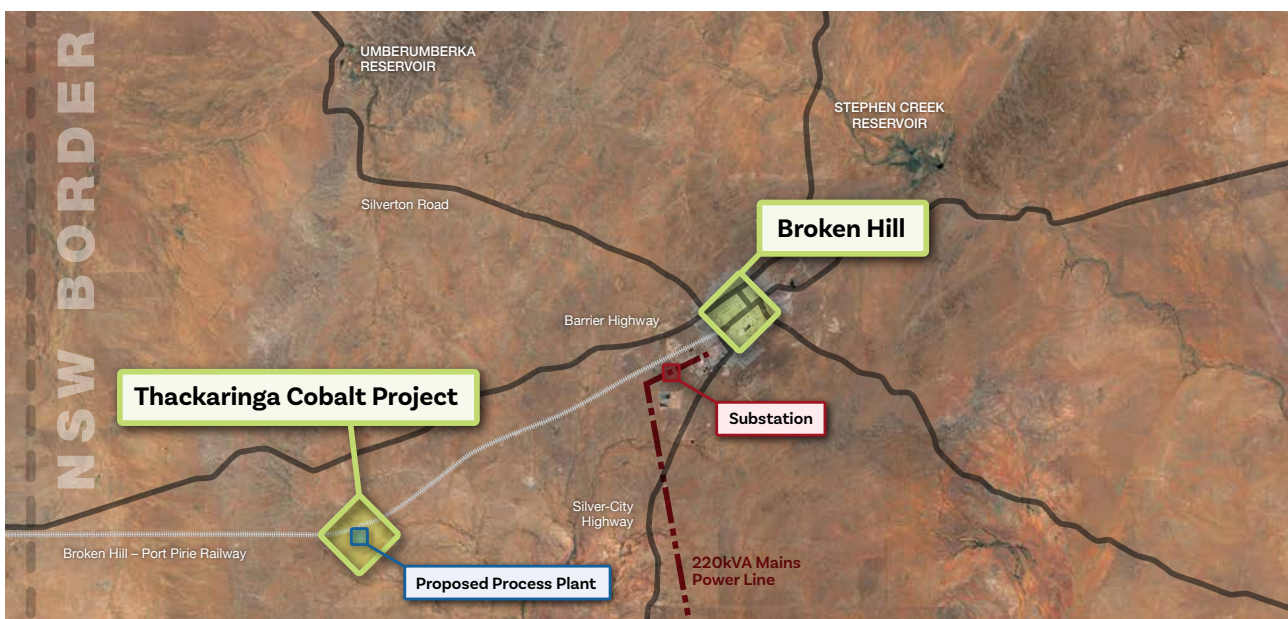 NSW BORDER
UMBERUMBERKA
RESERVOIR
STEPHEN CREEK
RESERVOIR
Silverton Road
Broken Hill
Barrier Highway
Thackaringa Cobalt Project
Substation
Silver-City
Highway
Broken Hill – Port Pirie Railway
220kVA Mains
Power Line
Proposed Process Plant